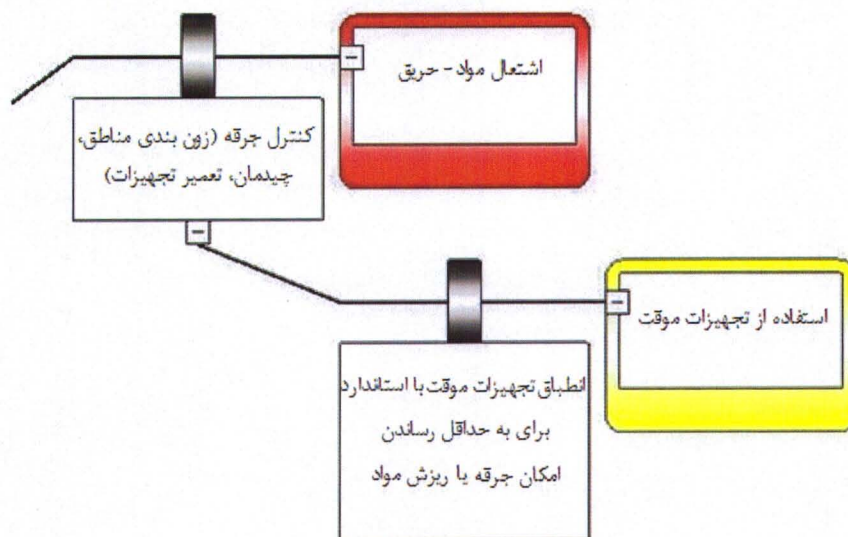 اشتعال مواد - حریق
کنترل جرقه (زون بندی مناطق،
چیدمان، تعمیر تجهیزات)
استفاده از تجهیزات موقت
انطباق تجهیزات موقت با استاندارد
برای به حداقل رساندن
امکان جرقه یا ریزش مواد